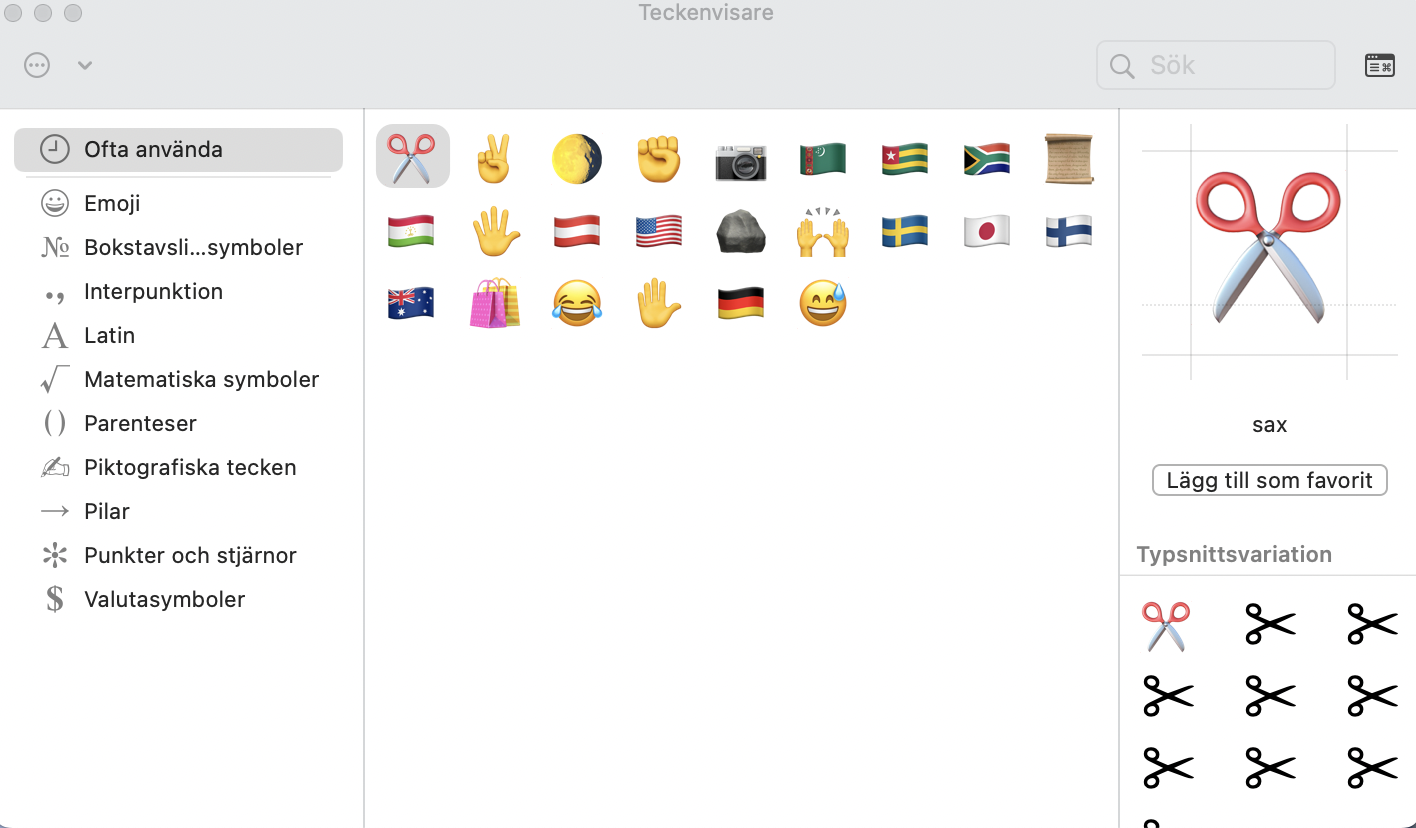 Teckenvisare
Sök
Ofta använda
Emoji
Bokstavsli...symboler
Interpunktion
Latin
Matematiska symboler
Parenteser
Piktografiska tecken
Pilar
Punkter och stjärnor
Valutasymboler
sax
Lägg till som favorit
Typsnittsvariation